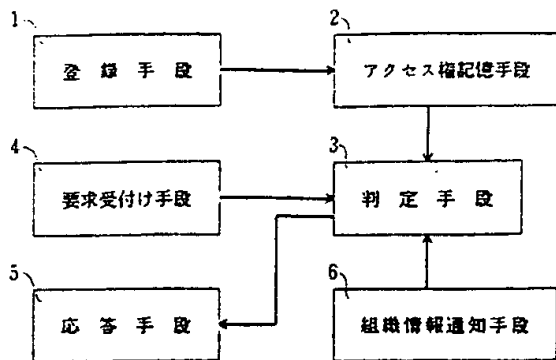 1
登録手段
2
アクセス権記憶手段
4
要求受付け手段
3
判定手段
5
応答手段
6
組織情報通知手段